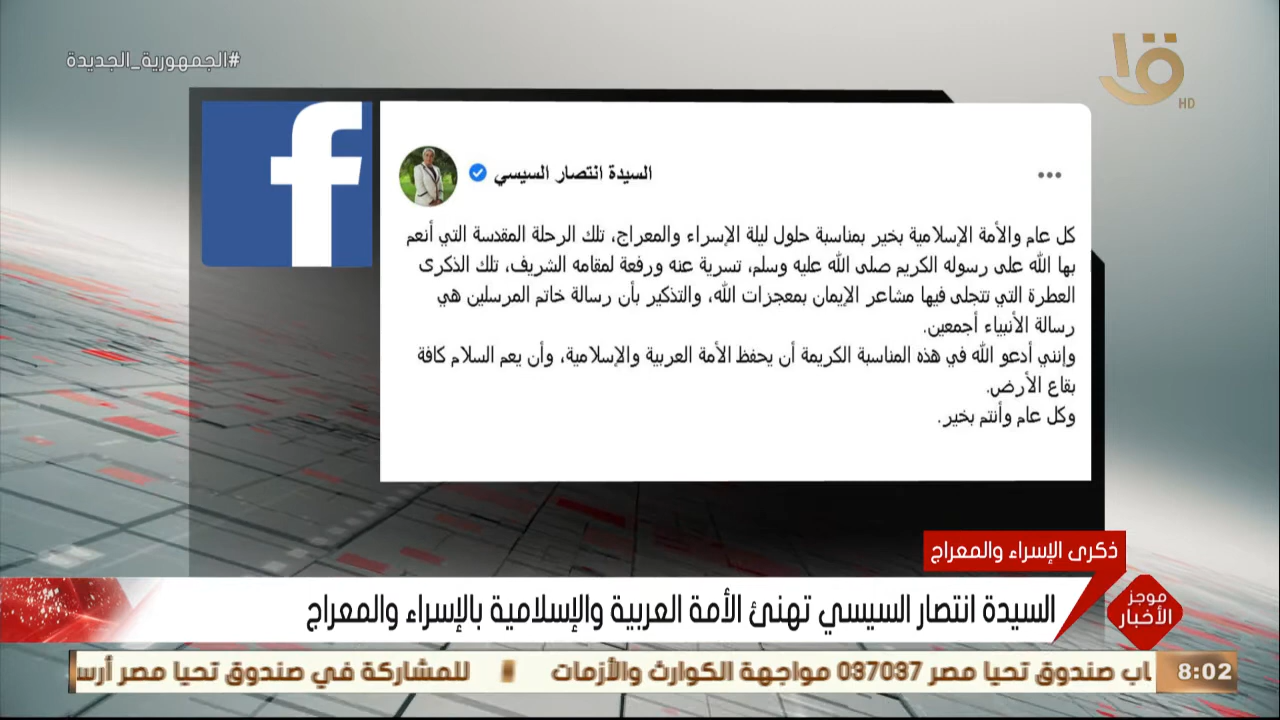 #الجمهورية_الجديدة
HD
السيدة انتصار السيسي
كل عام والأمة الإسلامية بخير بمناسبة حلول ليلة الإسراء والمعراج، تلك الرحلة المقدسة التي أنعم
بها الله على رسوله الكريم صلى الله عليه وسلم، تسرية عنه ورفعة لمقامه الشريف، تلك الذكرى
العطرة التي تتجلى فيها مشاعر الإيمان بمعجزات الله، والتذكير بأن رسالة خاتم المرسلين هي
رسالة الأنبياء أجمعين.
وإنني أدعو الله في هذه المناسبة الكريمة أن يحفظ الأمة العربية والإسلامية، وأن يعم السلام كافة
بقاع الأرض.
وكل عام وأنتم بخير.
ذكرى الإسراء والمعراج
موجز
الأخبار
السيدة انتصار السيسي تهنئ الأمة العربية والإسلامية بالإسراء والمعراج
8:02
اب صندوق تحيا مصر 037037 مواجهة الكوارث والأزمات للمشاركة في صندوق تحيا مصر أرس